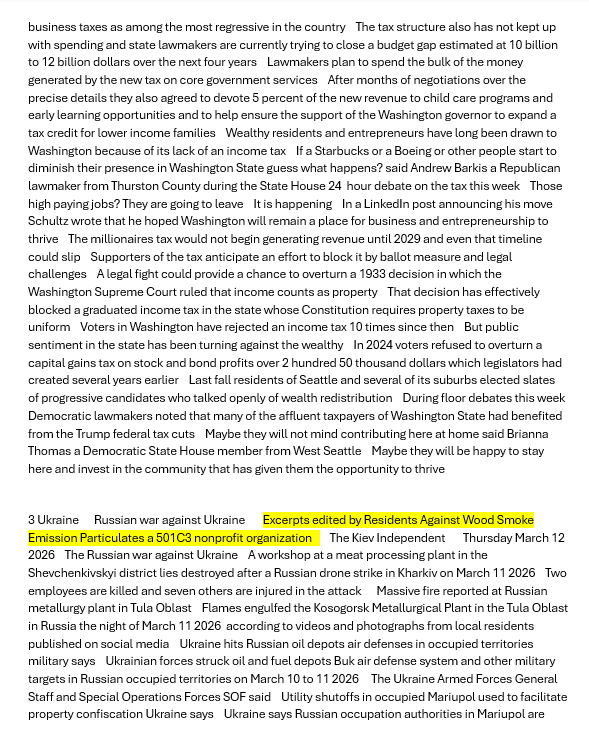 business taxes as among the most regressive in the country   The tax structure also has not kept up
with spending and state lawmakers are currently trying to close a budget gap estimated at 10 billion
to 12 billion dollars over the next four years   Lawmakers plan to spend the bulk of the money
generated by the new tax on core government services   After months of negotiations over the
precise details they also agreed to devote 5 percent of the new revenue to child care programs and
early learning opportunities and to help ensure the support of the Washington governor to expand a
tax credit for lower income families   Wealthy residents and entrepreneurs have long been drawn to
Washington because of its lack of an income tax   If a Starbucks or a Boeing or other people start to
diminish their presence in Washington State guess what happens? said Andrew Barkis a Republican
lawmaker from Thurston County during the State House 24  hour debate on the tax this week   Those
high paying jobs? They are going to leave   It is happening   In a LinkedIn post announcing his move
Schultz wrote that he hoped Washington will remain a place for business and entrepreneurship to
thrive   The millionaires tax would not begin generating revenue until 2029 and even that timeline
could slip   Supporters of the tax anticipate an effort to block it by ballot measure and legal
challenges   A legal fight could provide a chance to overturn a 1933 decision in which the
Washington Supreme Court ruled that income counts as property   That decision has effectively
blocked a graduated income tax in the state whose Constitution requires property taxes to be
uniform   Voters in Washington have rejected an income tax 10 times since then   But public
sentiment in the state has been turning against the wealthy   In 2024 voters refused to overturn a
capital gains tax on stock and bond profits over 2 hundred 50 thousand dollars which legislators had
created several years earlier   Last fall residents of Seattle and several of its suburbs elected slates
of progressive candidates who talked openly of wealth redistribution   During floor debates this week
Democratic lawmakers noted that many of the affluent taxpayers of Washington State had benefited
from the Trump federal tax cuts   Maybe they will not mind contributing here at home said Brianna
Thomas a Democratic State House member from West Seattle   Maybe they will be happy to stay
here and invest in the community that has given them the opportunity to thrive
3 Ukraine    Russian war against Ukraine    Excerpts edited by Residents Against Wood Smoke
Emission Particulates a 501C3 nonprofit organization    The Kiev Independent    Thursday March 12
2026   The Russian war against Ukraine   A workshop at a meat processing plant in the
Shevchenkivskyi district lies destroyed after a Russian drone strike in Kharkiv on March 11 2026   Two
employees are killed and seven others are injured in the attack    Massive fire reported at Russian
metallurgy plant in Tula Oblast   Flames engulfed the Kosogorsk Metallurgical Plant in the Tula Oblast
in Russia the night of March 11 2026  according to videos and photographs from local residents
published on social media   Ukraine hits Russian oil depots air defenses in occupied territories
military says   Ukrainian forces struck oil and fuel depots Buk air defense system and other military
targets in Russian occupied territories on March 10 to 11 2026   The Ukraine Armed Forces General
Staff and Special Operations Forces SOF said   Utility shutoffs in occupied Mariupol used to facilitate
property confiscation Ukraine says   Ukraine says Russian occupation authorities in Mariupol are